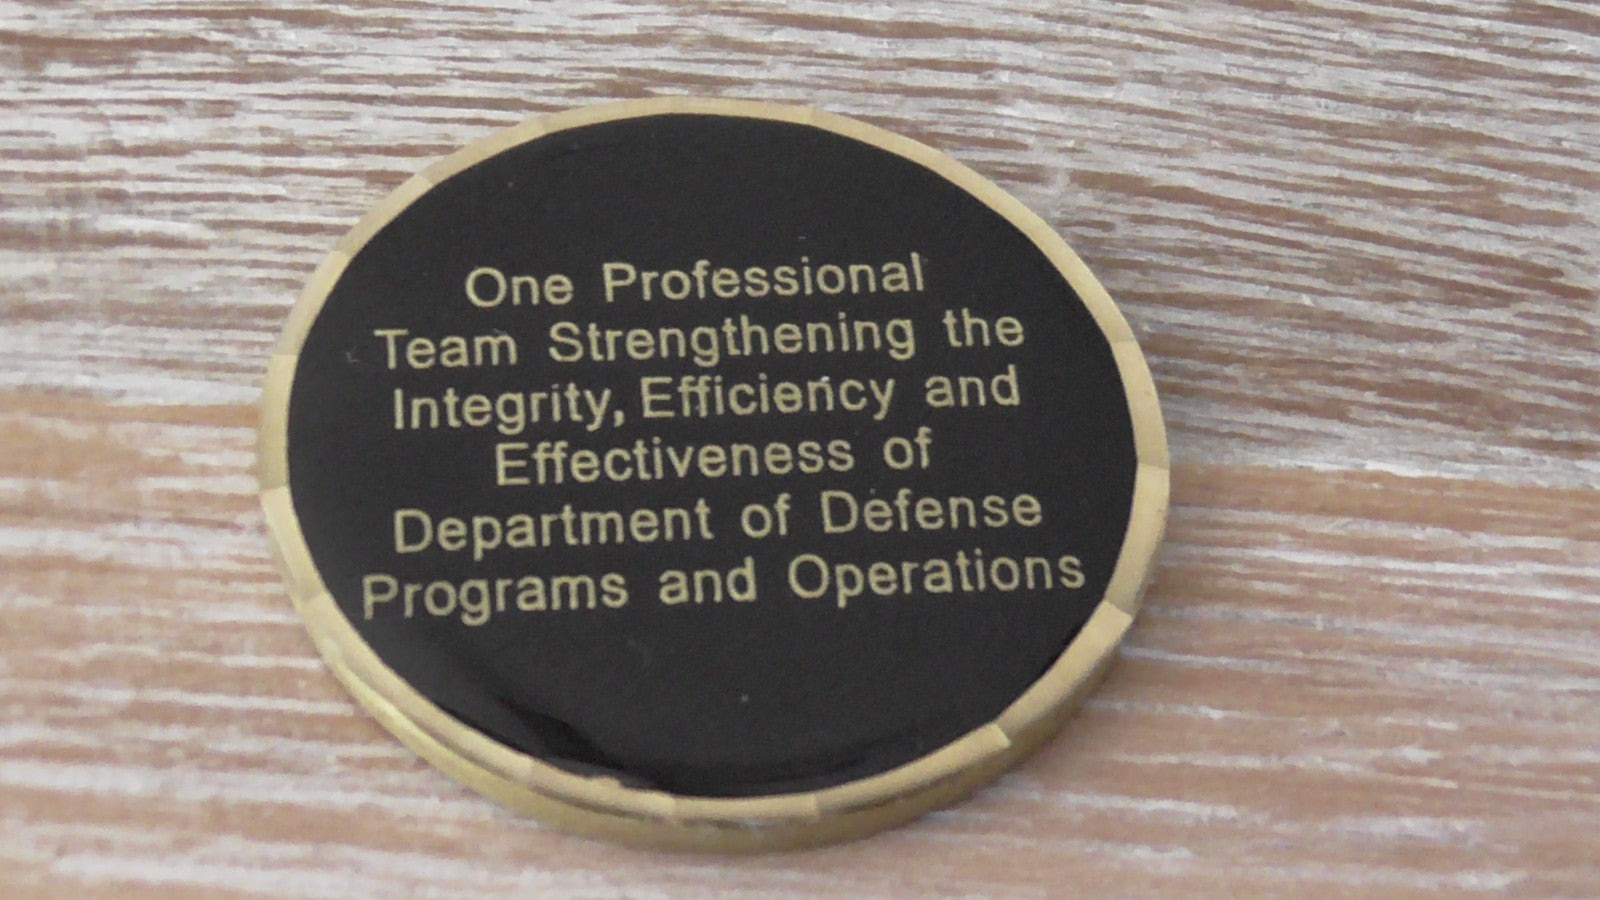 One Professional
Team Strengthening the
Integrity, Efficiency and
Effectiveness of
Department of Defense
Programs and Operations